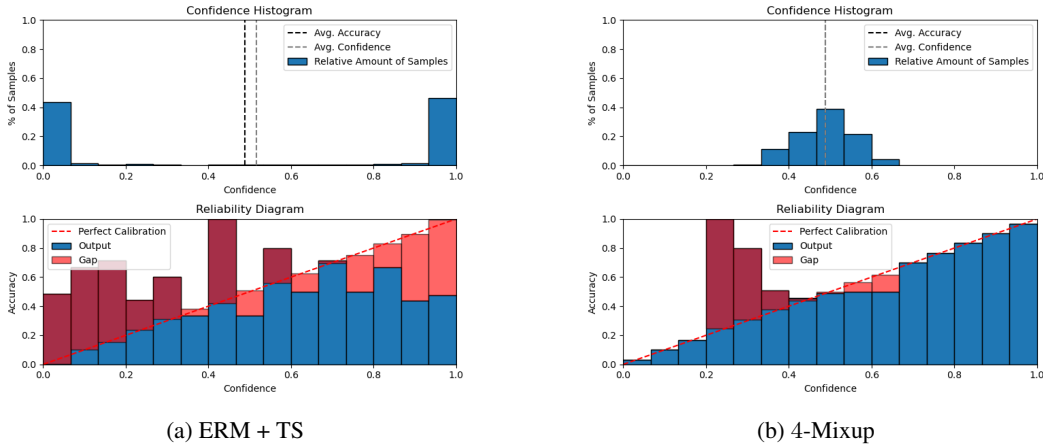 Confidence Histogram
1.0
0.8
0.6
0.4
0.2
0.0
% of Samples
Avg. Accuracy
Avg. Confidence
Relative Amount of Samples
0.0 0.2 0.4 0.6 0.8 1.0
Confidence
Reliability Diagram
1.0
0.8
0.6
0.4
0.2
0.0
Accuracy
Perfect Calibration
Output
Gap
0.0 0.2 0.4 0.6 0.8 1.0
Confidence
(a) ERM + TS
Confidence Histogram
1.0
0.8
0.6
0.4
0.2
0.0
% of Samples
Avg. Accuracy
Avg. Confidence
Relative Amount of Samples
0.0 0.2 0.4 0.6 0.8 1.0
Confidence
Reliability Diagram
1.0
0.8
0.6
0.4
0.2
0.0
Accuracy
Perfect Calibration
Output
Gap
0.0 0.2 0.4 0.6 0.8 1.0
Confidence
(b) 4-Mixup